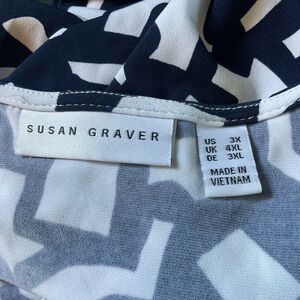 SUSAN GRAVER
US 3X
UK 4XL
DE 3XL
MADE IN
VIETNAM